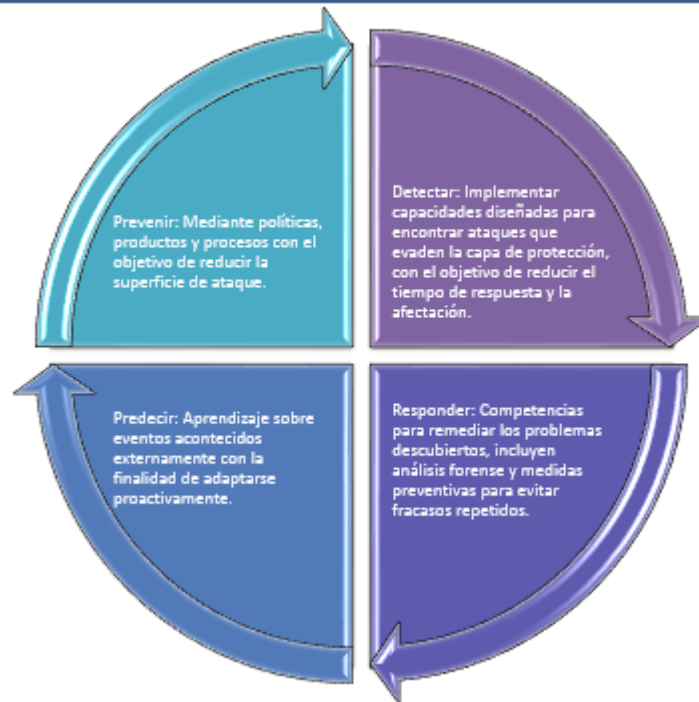 Prevenir: Mediante políticas,
productos y procesos con el
objetivo de reducir la
superficie de ataque.
Detectar: Implementar
capacidades diseñadas para
encontrar ataques que
evaden la capa de protección,
con el objetivo de reducir el
tiempo de respuesta y la
afectación.
Predecir: Aprendizaje sobre
eventos acontecidos
externamente con la
finalidad de adaptarse
proactivamente.
Responder: Competencias
para remediar los problemas
descubiertos, incluyen
análisis forense y medidas
preventivas para evitar
fracasos repetidos.